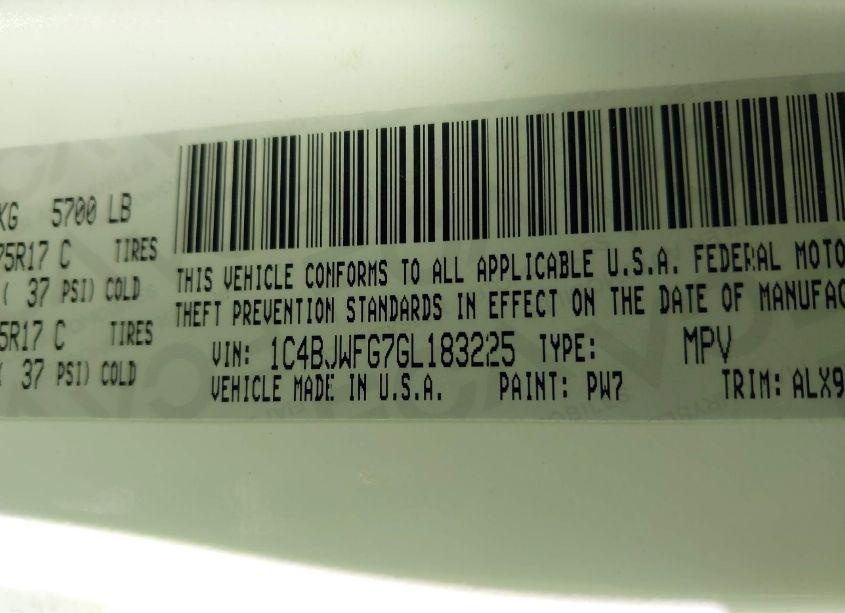 KG 5700 LB
75R17 C TIRES
( 37 PSI) COLD
5R17 C TIRES
( 37 PSI) COLD
THIS VEHICLE CONFORMS TO ALL APPLICABLE U.S.A. FEDERAL MOTO
THEFT PREVENTION STANDARDS IN EFFECT ON THE DATE OF MANUFAC
VIN: 1C4BJWFG7GL183225 TYPE: MPV
VEHICLE MADE IN U.S.A. PAINT: PW7 TRIM: ALX9